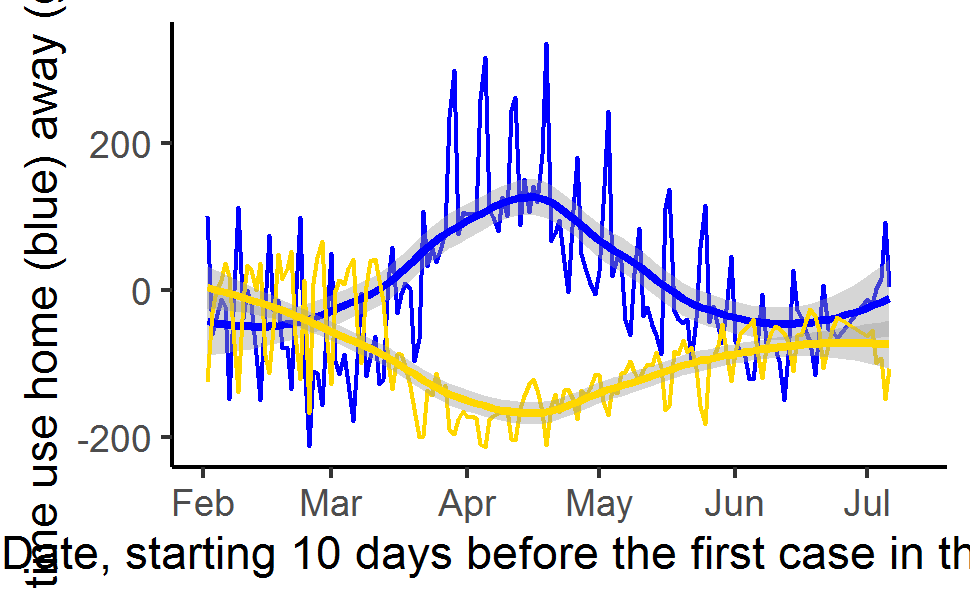 time use home (blue) away (g
200
0
-200
Feb Mar Apr May Jun Jul
Date, starting 10 days before the first case in th